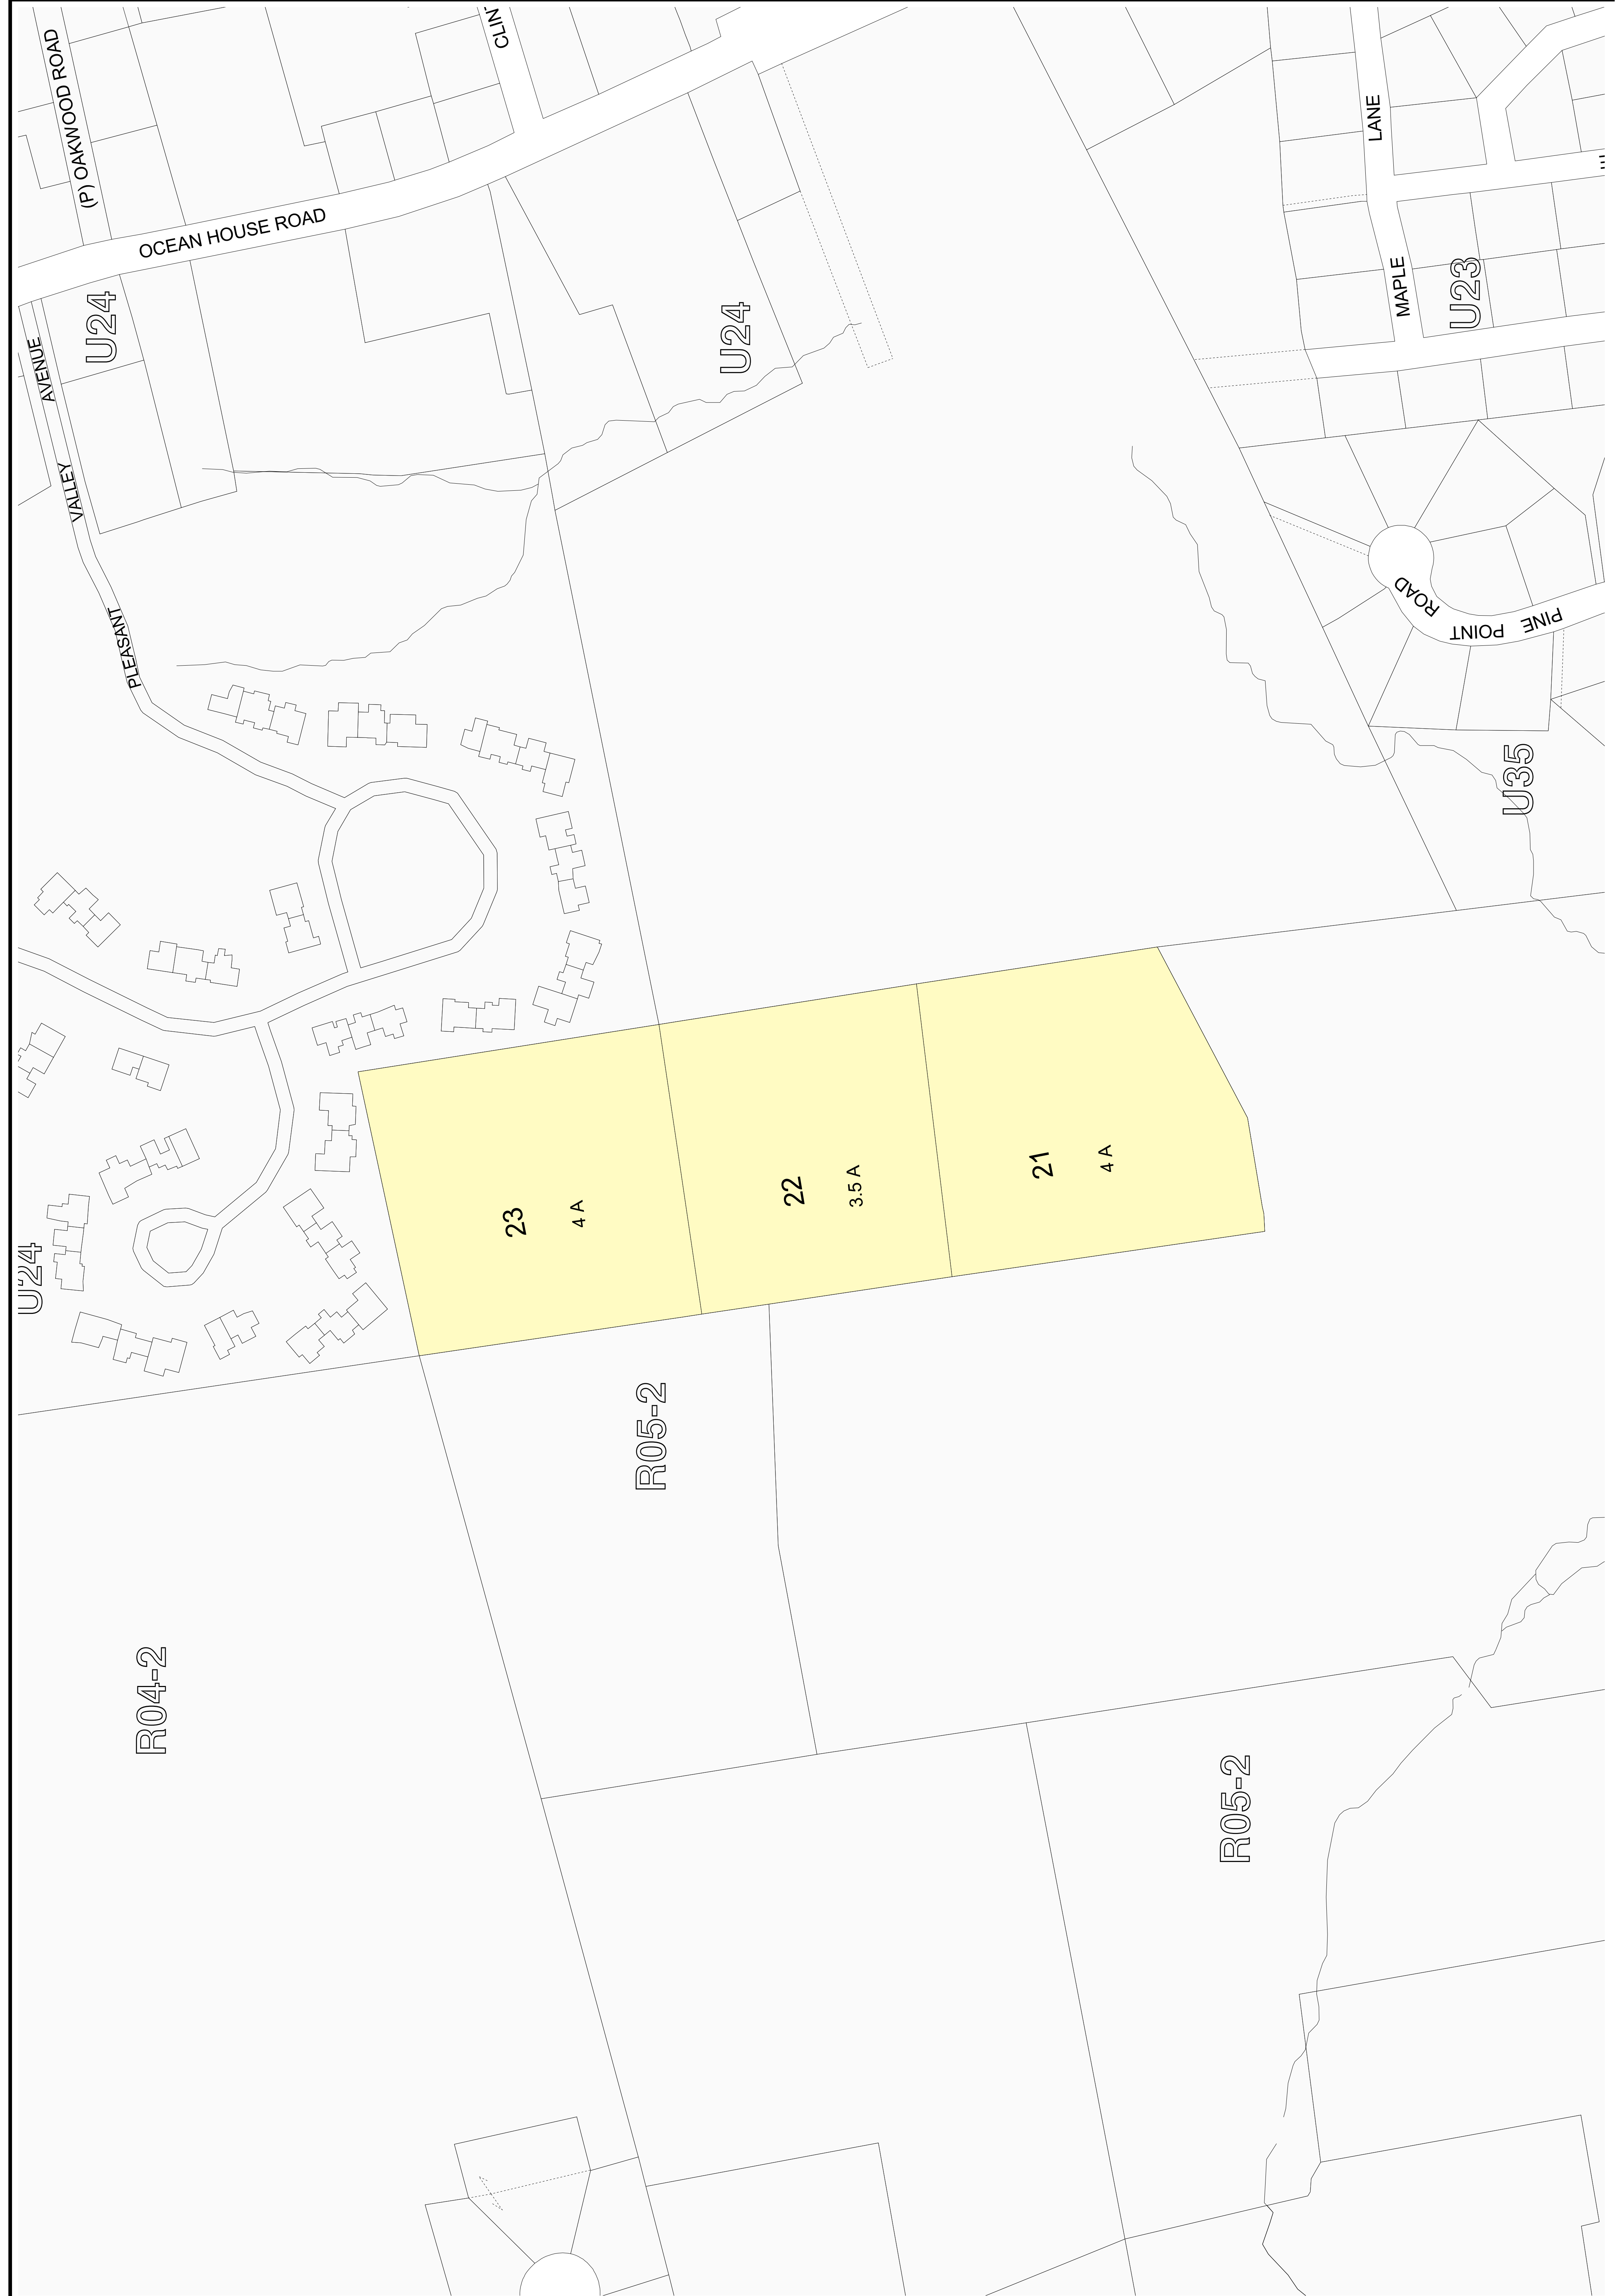 (P) OAKWOOD ROAD
CLIN
OCEAN HOUSE ROAD
LANE
MAPLE
U24
U24
U23
PLEASANT VALLEY AVENUE
PINE POINT ROAD
U35
23
4 A
22
3.5 A
21
4 A
U24
R05-2
R04-2
R05-2